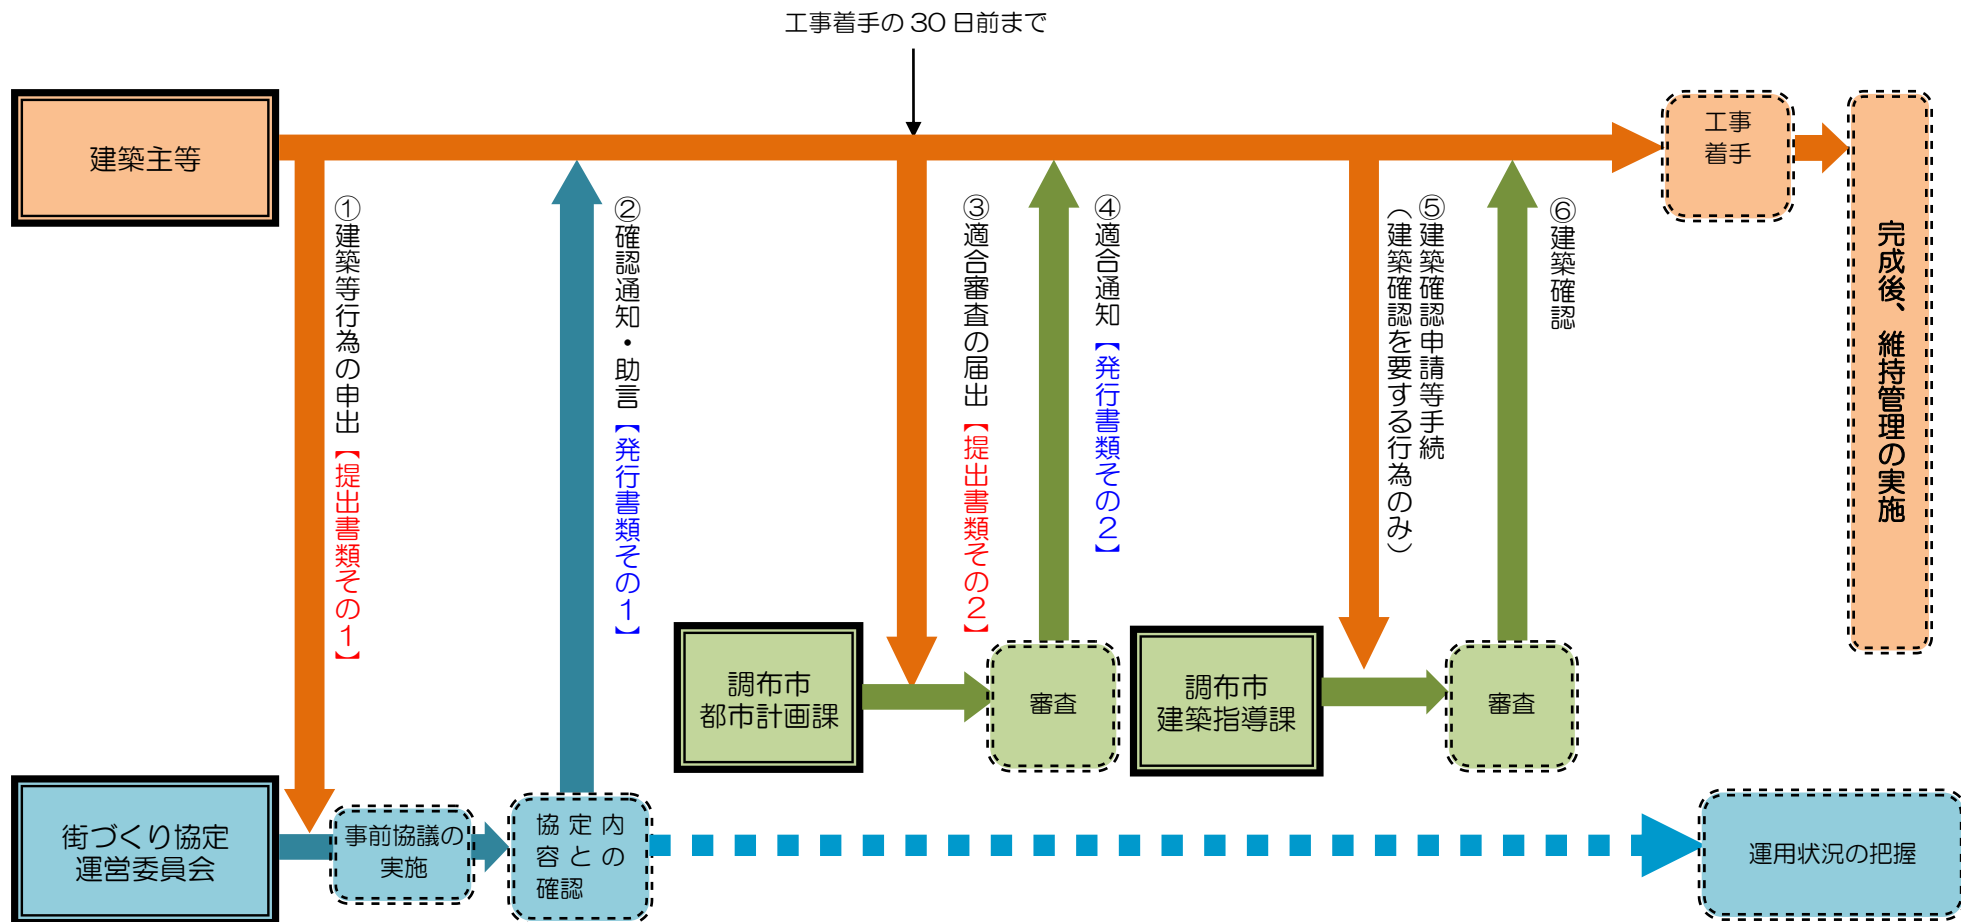 工事着手の30日前まで
建築主等
工事
着手
完成後、維持管理の実施
①建築等行為の申出【提出書類その1】
②確認通知・助言【発行書類その1】
③適合審査の届出【提出書類その2】
④適合通知【発行書類その2】
⑤建築確認申請等手続
（建築確認を要する行為のみ）
⑥建築確認
調布市
都市計画課
審査
調布市
建築指導課
審査
街づくり協定
運営委員会
事前協議の
実施
協定内
容との
確認
運用状況の把握